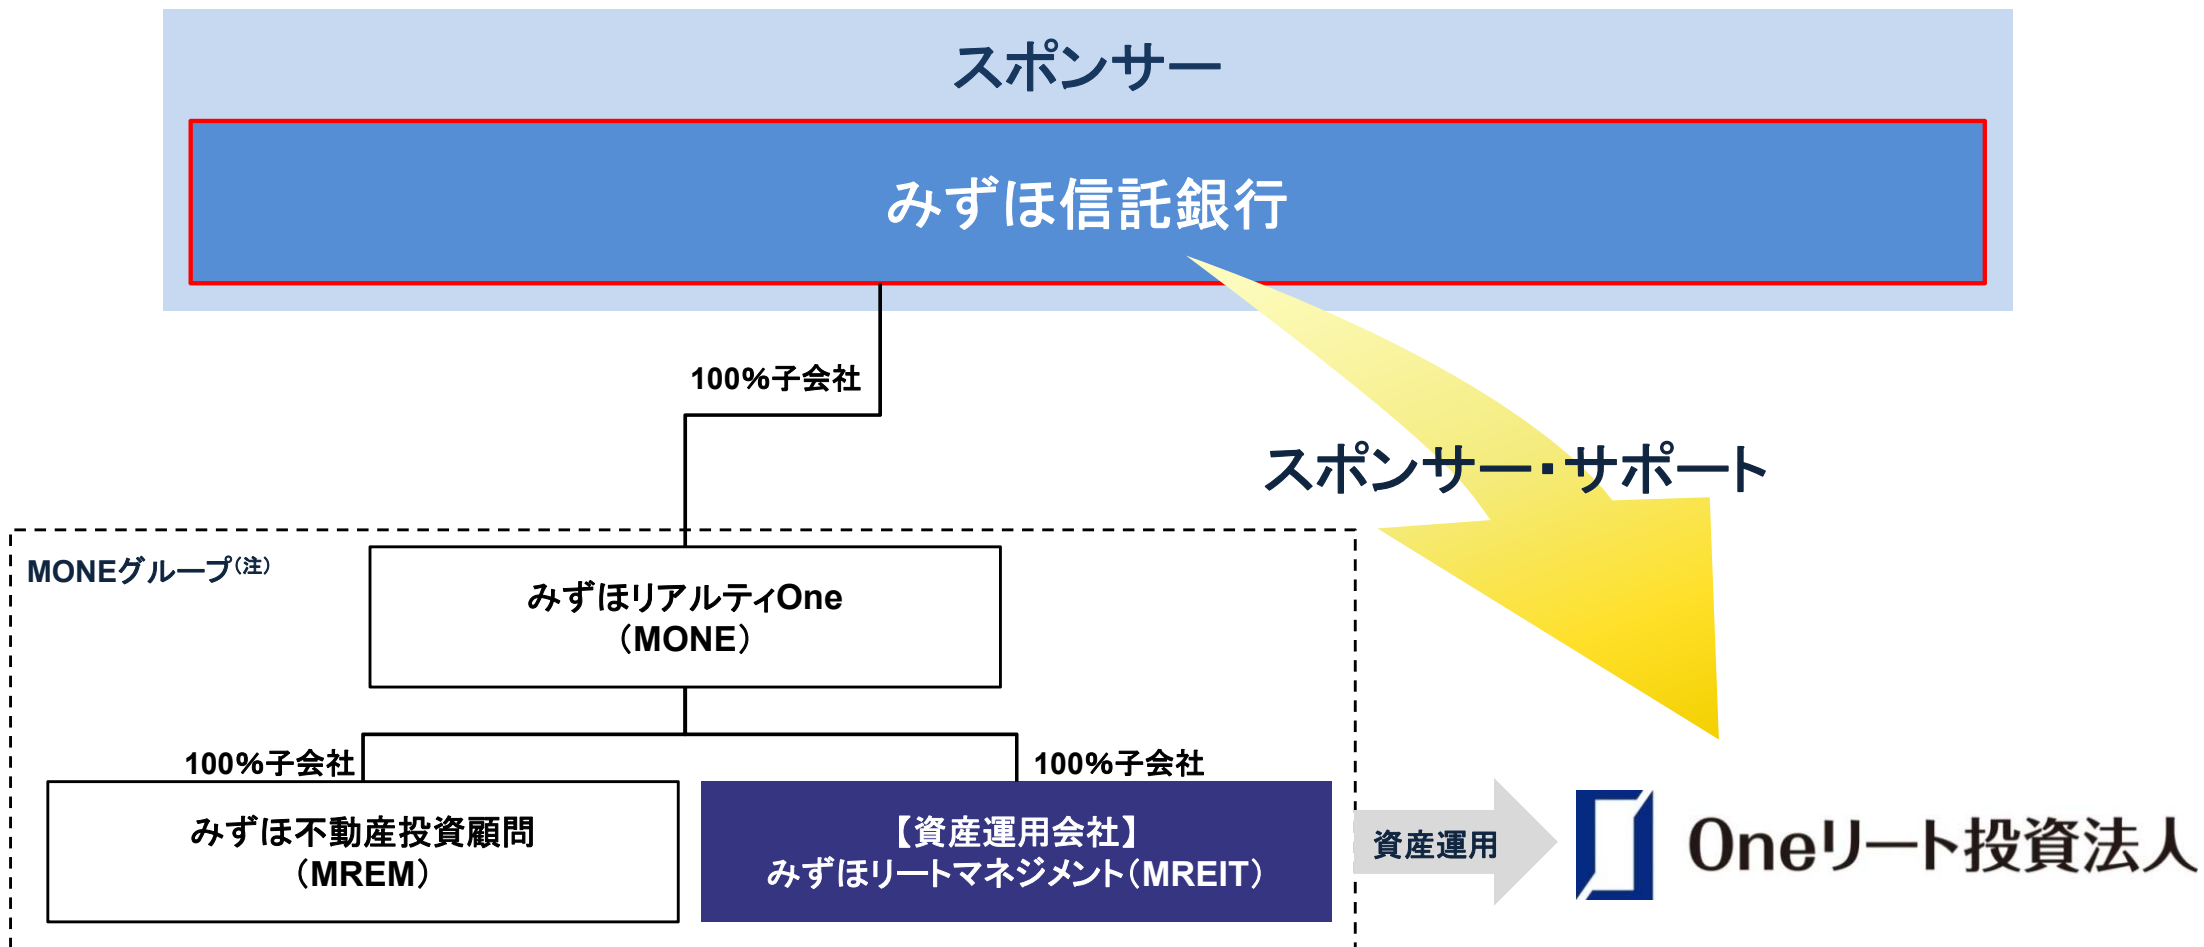 スポンサー
みずほ信託銀行
100%子会社
スポンサー・サポート
MONEグループ(注)
みずほリアルティOne
（MONE）
100%子会社
100%子会社
みずほ不動産投資顧問
（MREM）
【資産運用会社】
みずほリートマネジメント（MREIT）
資産運用
Oneリート投資法人